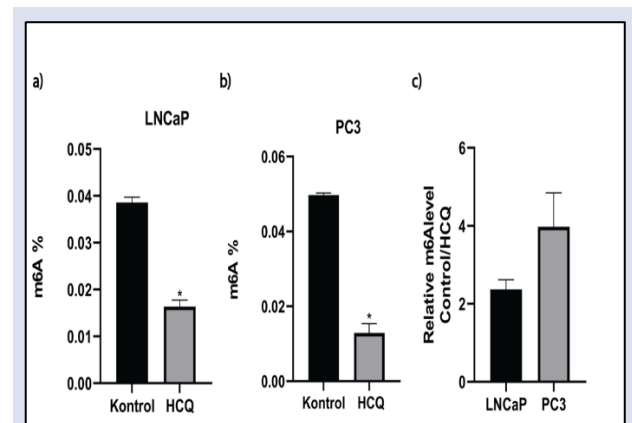 a)
b)
c)
LNCaP
0.05
0.04
0.03
0.02
0.01
0.00
m6A %
*
Kontrol HCQ
PC3
0.06
0.04
0.02
0.00
m6A %
*
Kontrol HCQ
6
4
2
0
Relative m6Alevel
Control/HCQ
LNCaP PC3